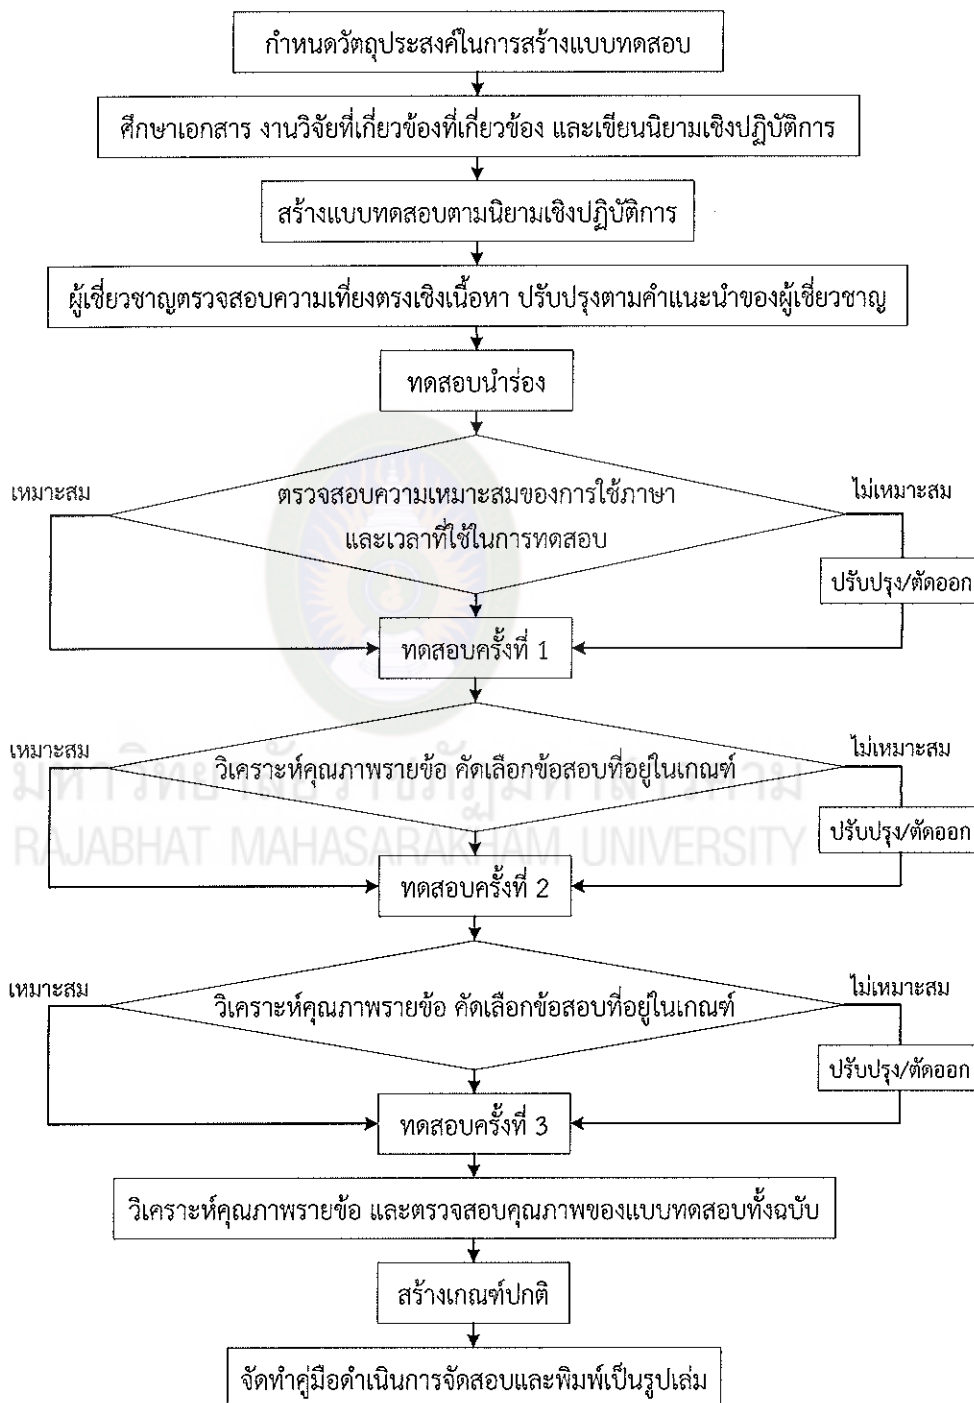 กำหนดวัตถุประสงค์ในการสร้างแบบทดสอบ
ศึกษาเอกสาร งานวิจัยที่เกี่ยวข้องที่เกี่ยวข้อง และเขียนนิยามเชิงปฏิบัติการ
สร้างแบบทดสอบตามนิยามเชิงปฏิบัติการ
ผู้เชี่ยวชาญตรวจสอบความเที่ยงตรงเชิงเนื้อหา ปรับปรุงตามคำแนะนำของผู้เชี่ยวชาญ
ทดสอบนำร่อง
เหมาะสม
ตรวจสอบความเหมาะสมของการใช้ภาษา
และเวลาที่ใช้ในการทดสอบ
ไม่เหมาะสม
ปรับปรุง/ตัดออก
ทดสอบครั้งที่ 1
เหมาะสม
วิเคราะห์คุณภาพรายข้อ คัดเลือกข้อสอบที่อยู่ในเกณฑ์
ไม่เหมาะสม
มหาวิทยาลัยราชภัฏมหาสารคาม
RAJABHAT MAHASARAKHAM UNIVERSITY
ปรับปรุง/ตัดออก
ทดสอบครั้งที่ 2
เหมาะสม
วิเคราะห์คุณภาพรายข้อ คัดเลือกข้อสอบที่อยู่ในเกณฑ์
ไม่เหมาะสม
ปรับปรุง/ตัดออก
ทดสอบครั้งที่ 3
วิเคราะห์คุณภาพรายข้อ และตรวจสอบคุณภาพของแบบทดสอบทั้งฉบับ
สร้างเกณฑ์ปกติ
จัดทำคู่มือดำเนินการจัดสอบและพิมพ์เป็นรูปเล่ม